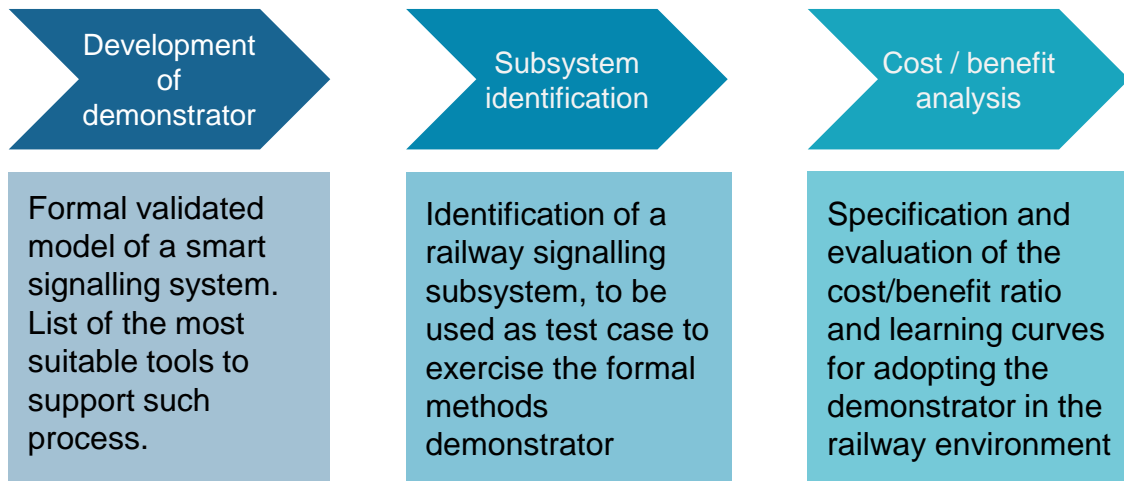 Development
of
demonstrator
Subsystem
identification
Cost / benefit
analysis
Formal validated
model of a smart
signalling system.
List of the most
suitable tools to
support such
process.
Identification of a
railway signalling
subsystem, to be
used as test case to
exercise the formal
methods
demonstrator
Specification and
evaluation of the
cost/benefit ratio
and learning curves
for adopting the
demonstrator in the
railway environment